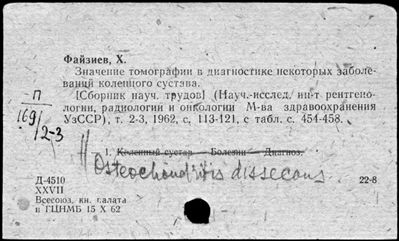 Файзиев, Х.
Значение томографии в диагностике некоторых заболе-
ваний коленного сустава.
[Сборник науч. трудов] (Науч.-исслед. ин-т рентгено-
логии, радиологии и онкологии М-ва здравоохранения
УзССР), т. 2-3, 1962, с. 113-121, с табл. с. 454-458.
П
169/2-3
1. Коленный сустав — Болезни — Диагноз.
Osteochondritis dissecans
Д-4510
22-8
XXVII
Всесоюз. кн. палата
в ГЦНМБ 15 X 62